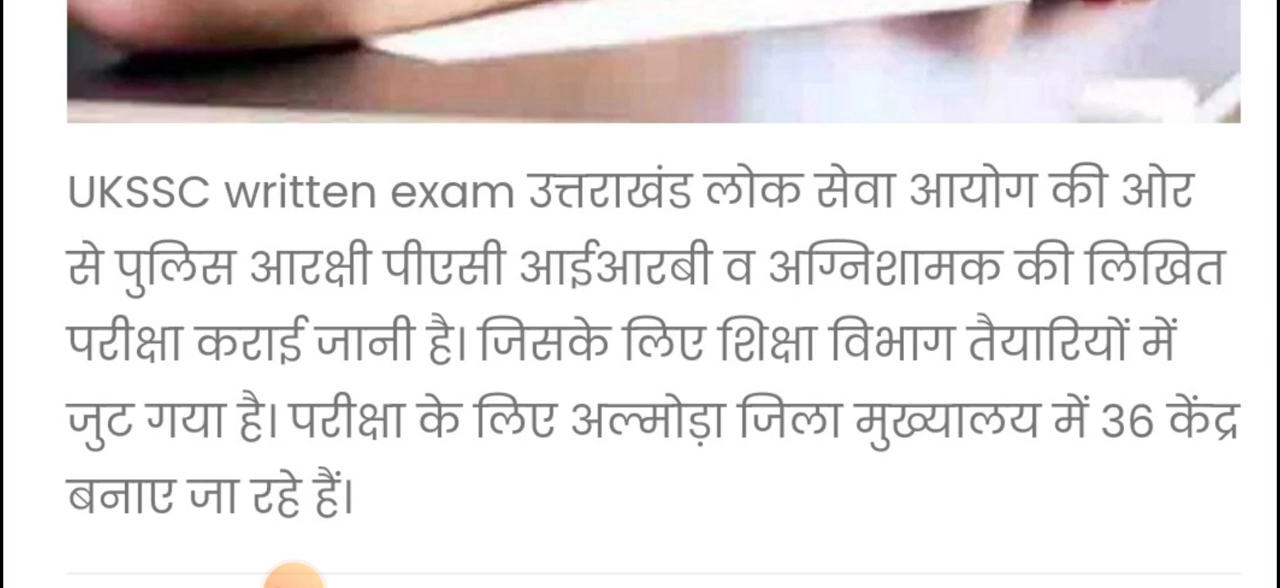 UKSSC written exam उत्तराखंड लोक सेवा आयोग की ओर
से पुलिस आरक्षी पीएसी आईआरबी व अग्निशामक की लिखित
परीक्षा कराई जानी है। जिसके लिए शिक्षा विभाग तैयारियों में
जुट गया है। परीक्षा के लिए अल्मोड़ा जिला मुख्यालय में 36 केंद्र
बनाए जा रहे हैं।